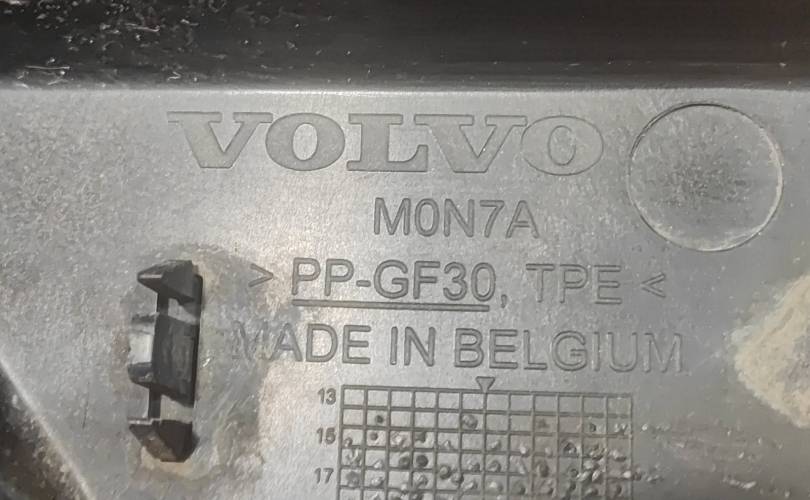 VOLVO
M0N7A
> PP-GF30, TPE <
MADE IN BELGIUM
13
15
17